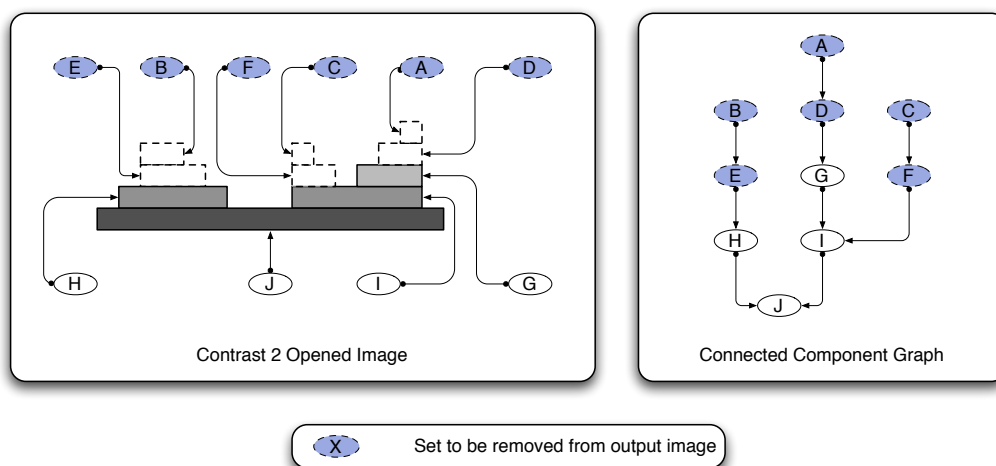 E B F C A D
H J I G
Contrast 2 Opened Image
A
B D C
E G F
H I
J
Connected Component Graph
X Set to be removed from output image